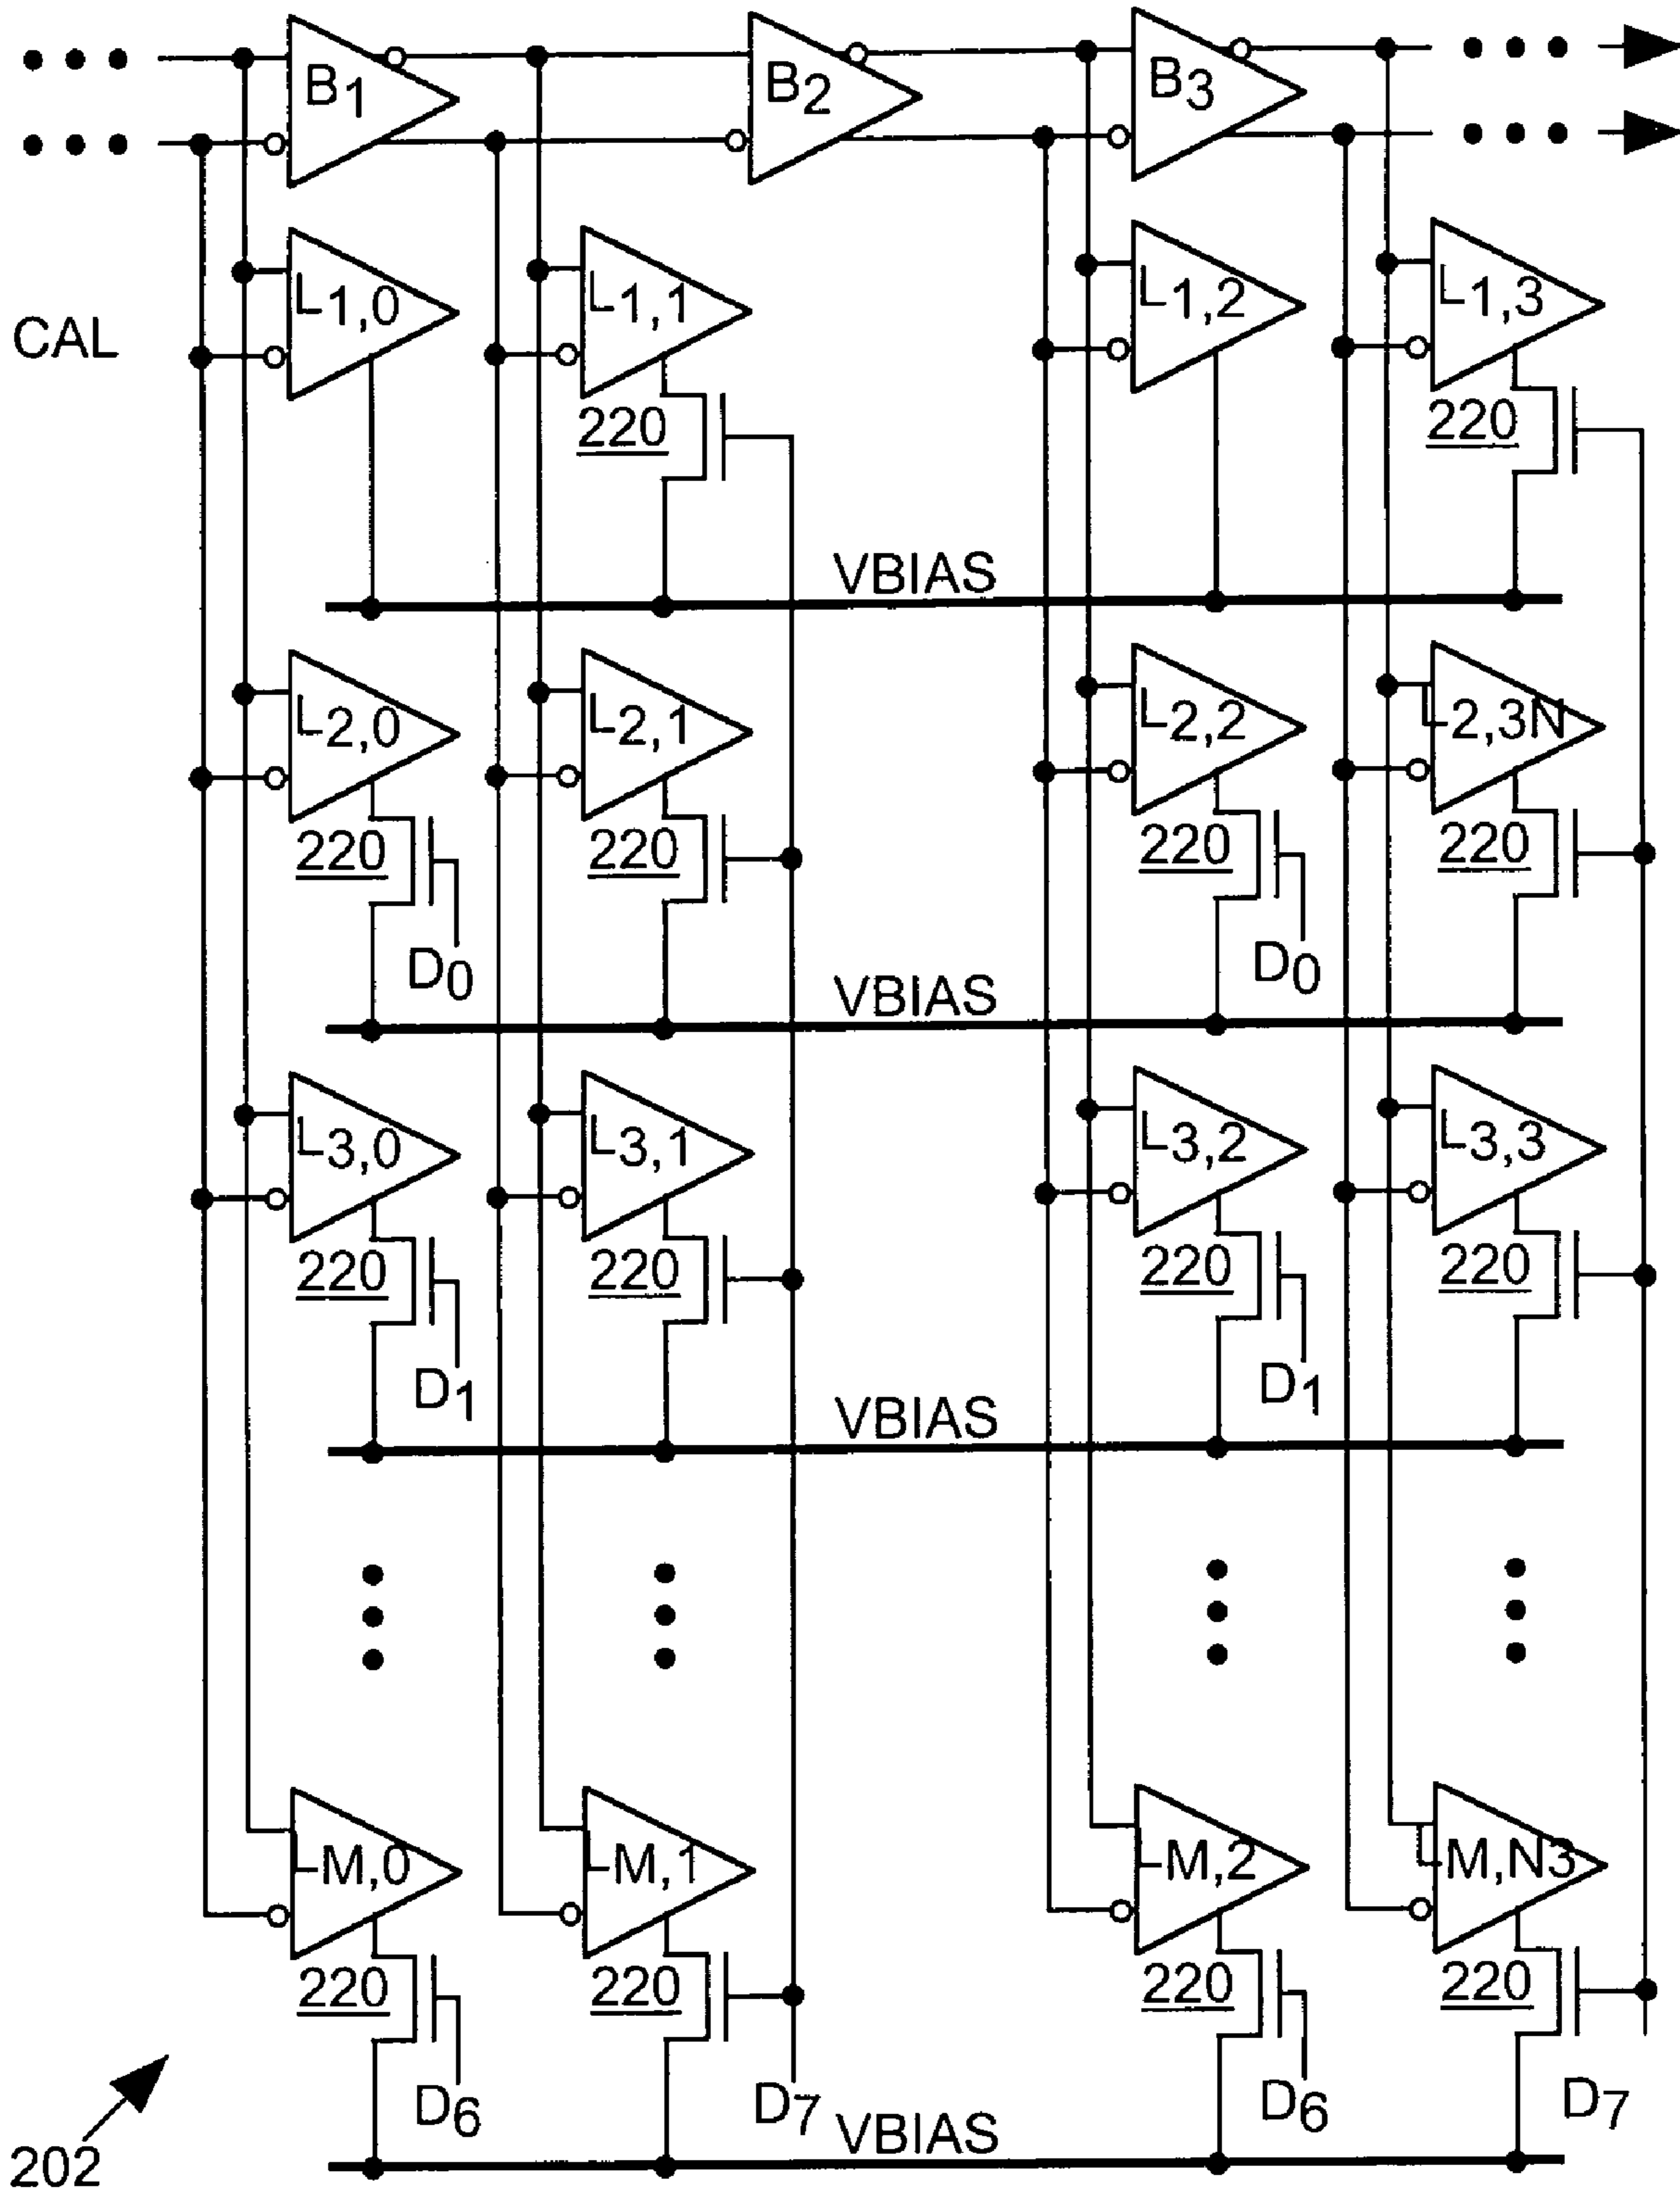 B1 B2 B3
L1,0 L1,1 L1,2 L1,3
CAL
220 220
VBIAS
L2,0 L2,1 L2,2 L2,3N
220 220 220 220
D0 D0
VBIAS
L3,0 L3,1 L3,2 L3,3
220 220 220 220
D1 D1
VBIAS
LM,0 LM,1 LM,2 LM,N3
220 220 220 220
D6 D7 D6 D7
VBIAS
202